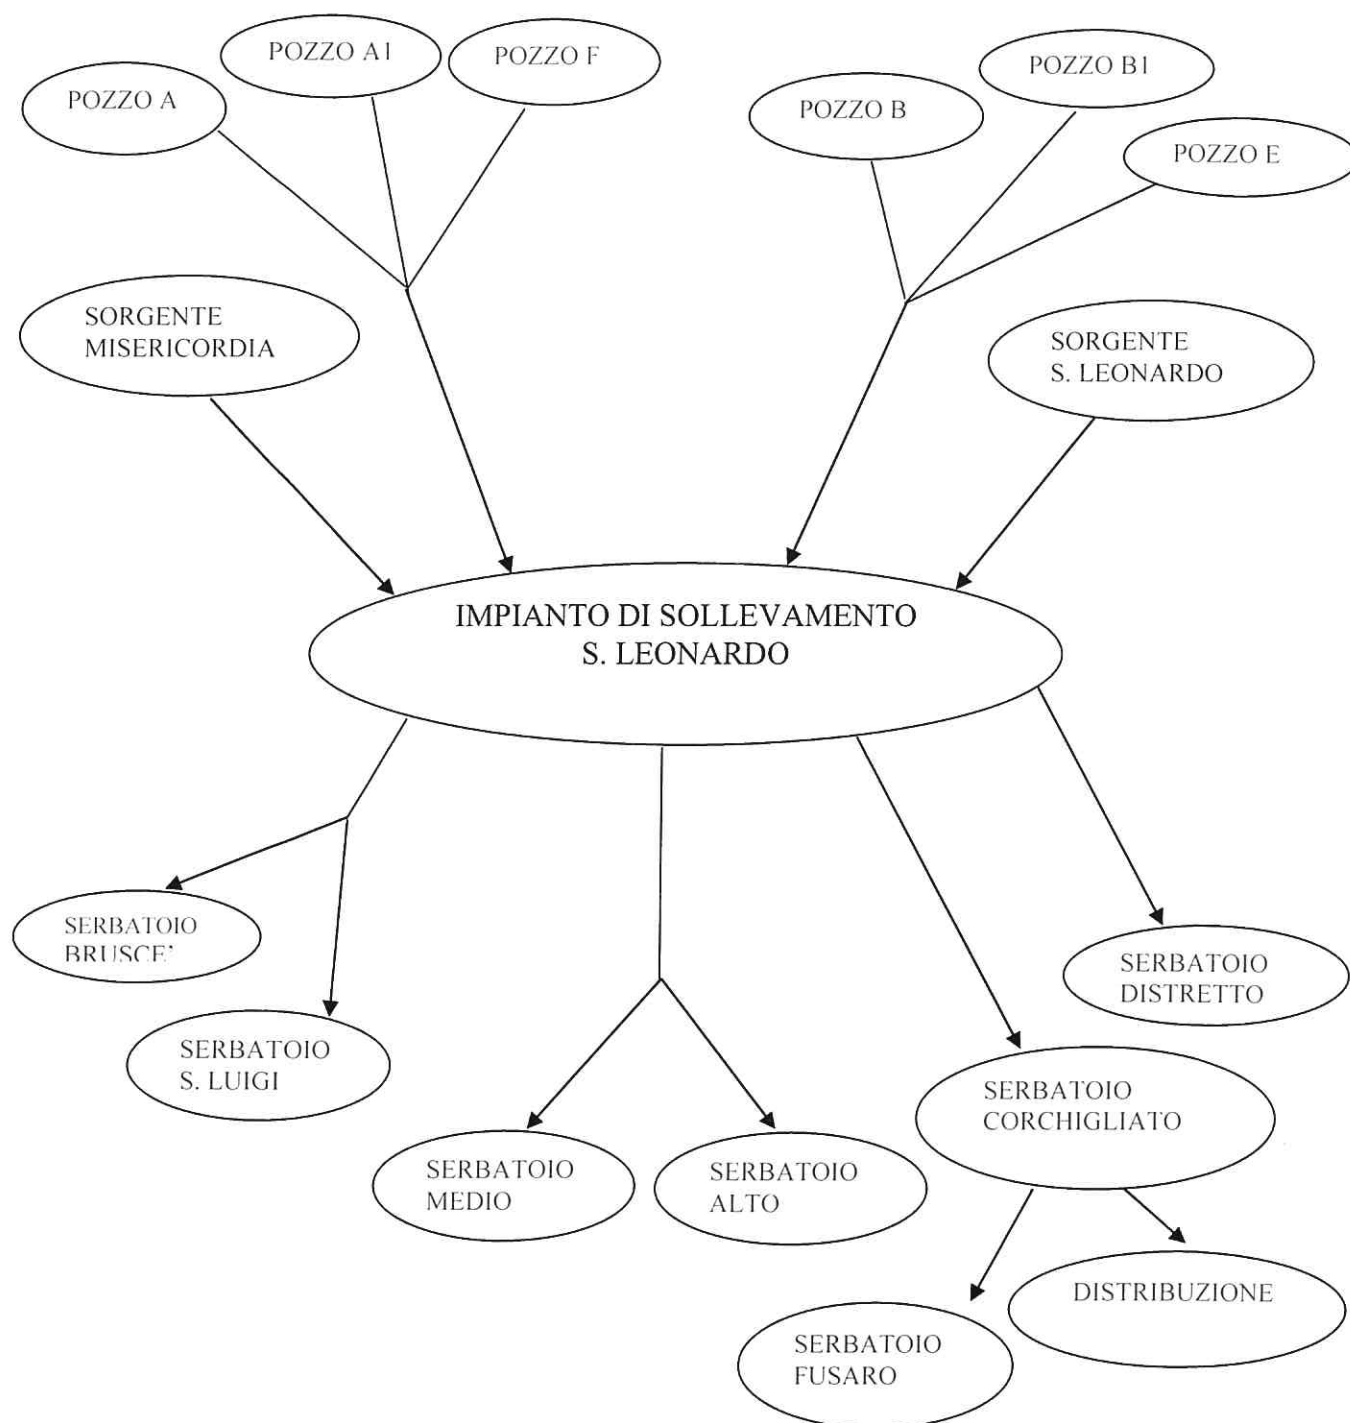 POZZO A
POZZO A1
POZZO F
POZZO B
POZZO B1
POZZO E
SORGENTE
MISERICORDIA
SORGENTE
S. LEONARDO
IMPIANTO DI SOLLEVAMENTO
S. LEONARDO
SERBATOIO
BRUSCE'
SERBATOIO
S. LUIGI
SERBATOIO
MEDIO
SERBATOIO
ALTO
SERBATOIO
CORCHIGLIATO
SERBATOIO
DISTRETTO
SERBATOIO
FUSARO
DISTRIBUZIONE